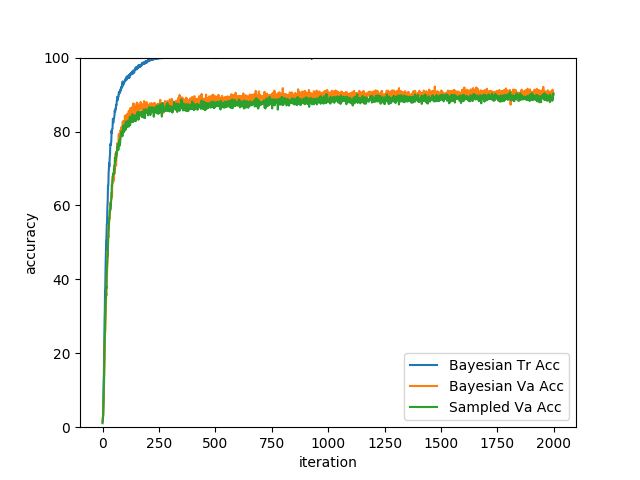 100
80
60
40
20
0
accuracy
0 250 500 750 1000 1250 1500 1750 2000
iteration
Bayesian Tr Acc
Bayesian Va Acc
Sampled Va Acc